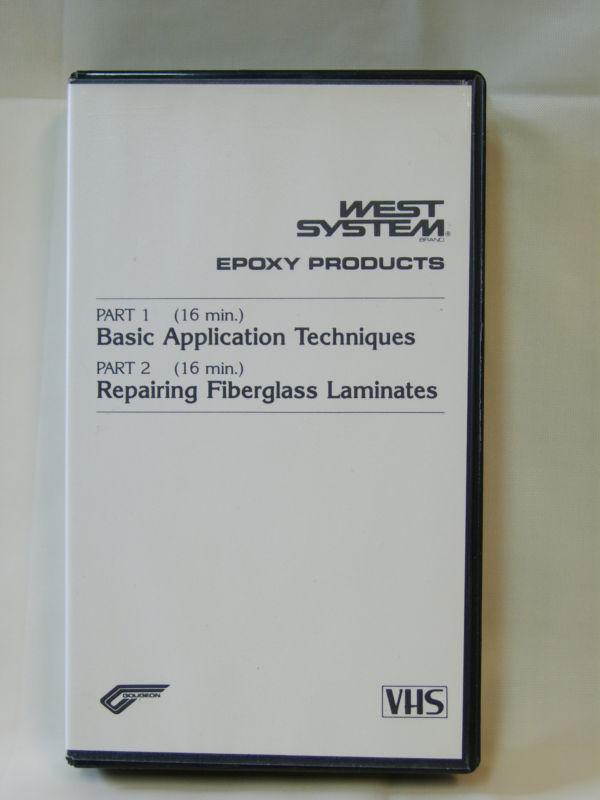 WEST
SYSTEM®
BRAND
EPOXY PRODUCTS
PART 1 (16 min.)
Basic Application Techniques
PART 2 (16 min.)
Repairing Fiberglass Laminates
GOUGEON
VHS